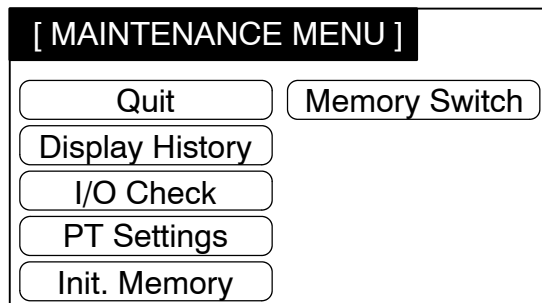 [ MAINTENANCE MENU ]
Quit Memory Switch
Display History
I/O Check
PT Settings
Init. Memory